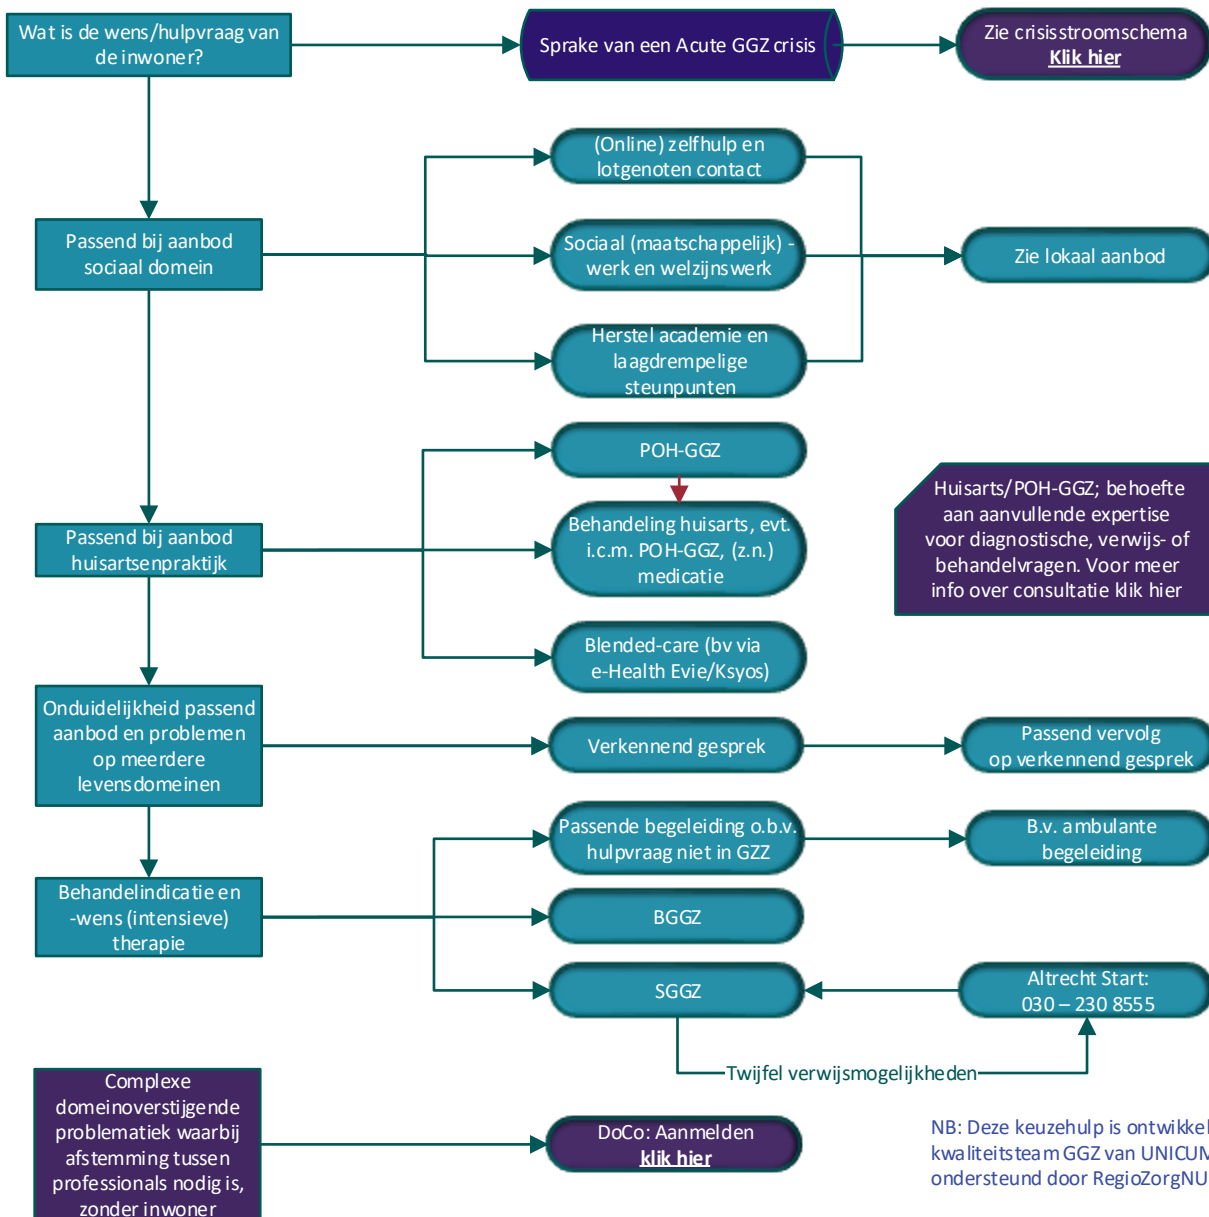 Wat is de wens/hulpvraag van
de inwoner?
Sprake van een Acute GGZ crisis
Zie crisisstroomschema
Klik hier
(Online) zelfhulp en
lotgenoten contact
Passend bij aanbod
sociaal domein
Sociaal (maatschappelijk) -
werk en welzijnswerk
Zie lokaal aanbod
Herstel academie en
laagdrempelige
steunpunten
POH-GGZ
Passend bij aanbod
huisartsenpraktijk
Behandeling huisarts, evt.
i.c.m. POH-GGZ, (z.n.)
medicatie
Huisarts/POH-GGZ; behoefte
aan aanvullende expertise
voor diagnostische, verwijs- of
behandelvragen. Voor meer
info over consultatie klik hier
Blended-care (bv via
e-Health Evie/Ksyos)
Onduidelijkheid passend
aanbod en problemen
op meerdere
levensdomeinen
Verkennend gesprek
Passend vervolg
op verkennend gesprek
Passende begeleiding o.b.v.
hulpvraag niet in GZZ
B.v. ambulante
begeleiding
Behandelindicatie en
-wens (intensieve)
therapie
BGGZ
SGGZ
Altrecht Start:
030 – 230 8555
Twijfel verwijsmogelijkheden
Complexe
domeinoverstijgende
problematiek waarbij
afstemming tussen
professionals nodig is,
zonder inwoner
DoCo: Aanmelden
klik hier
NB: Deze keuzehulp is ontwikkel
kwaliteitsteam GGZ van UNICUM
ondersteund door RegioZorgNU